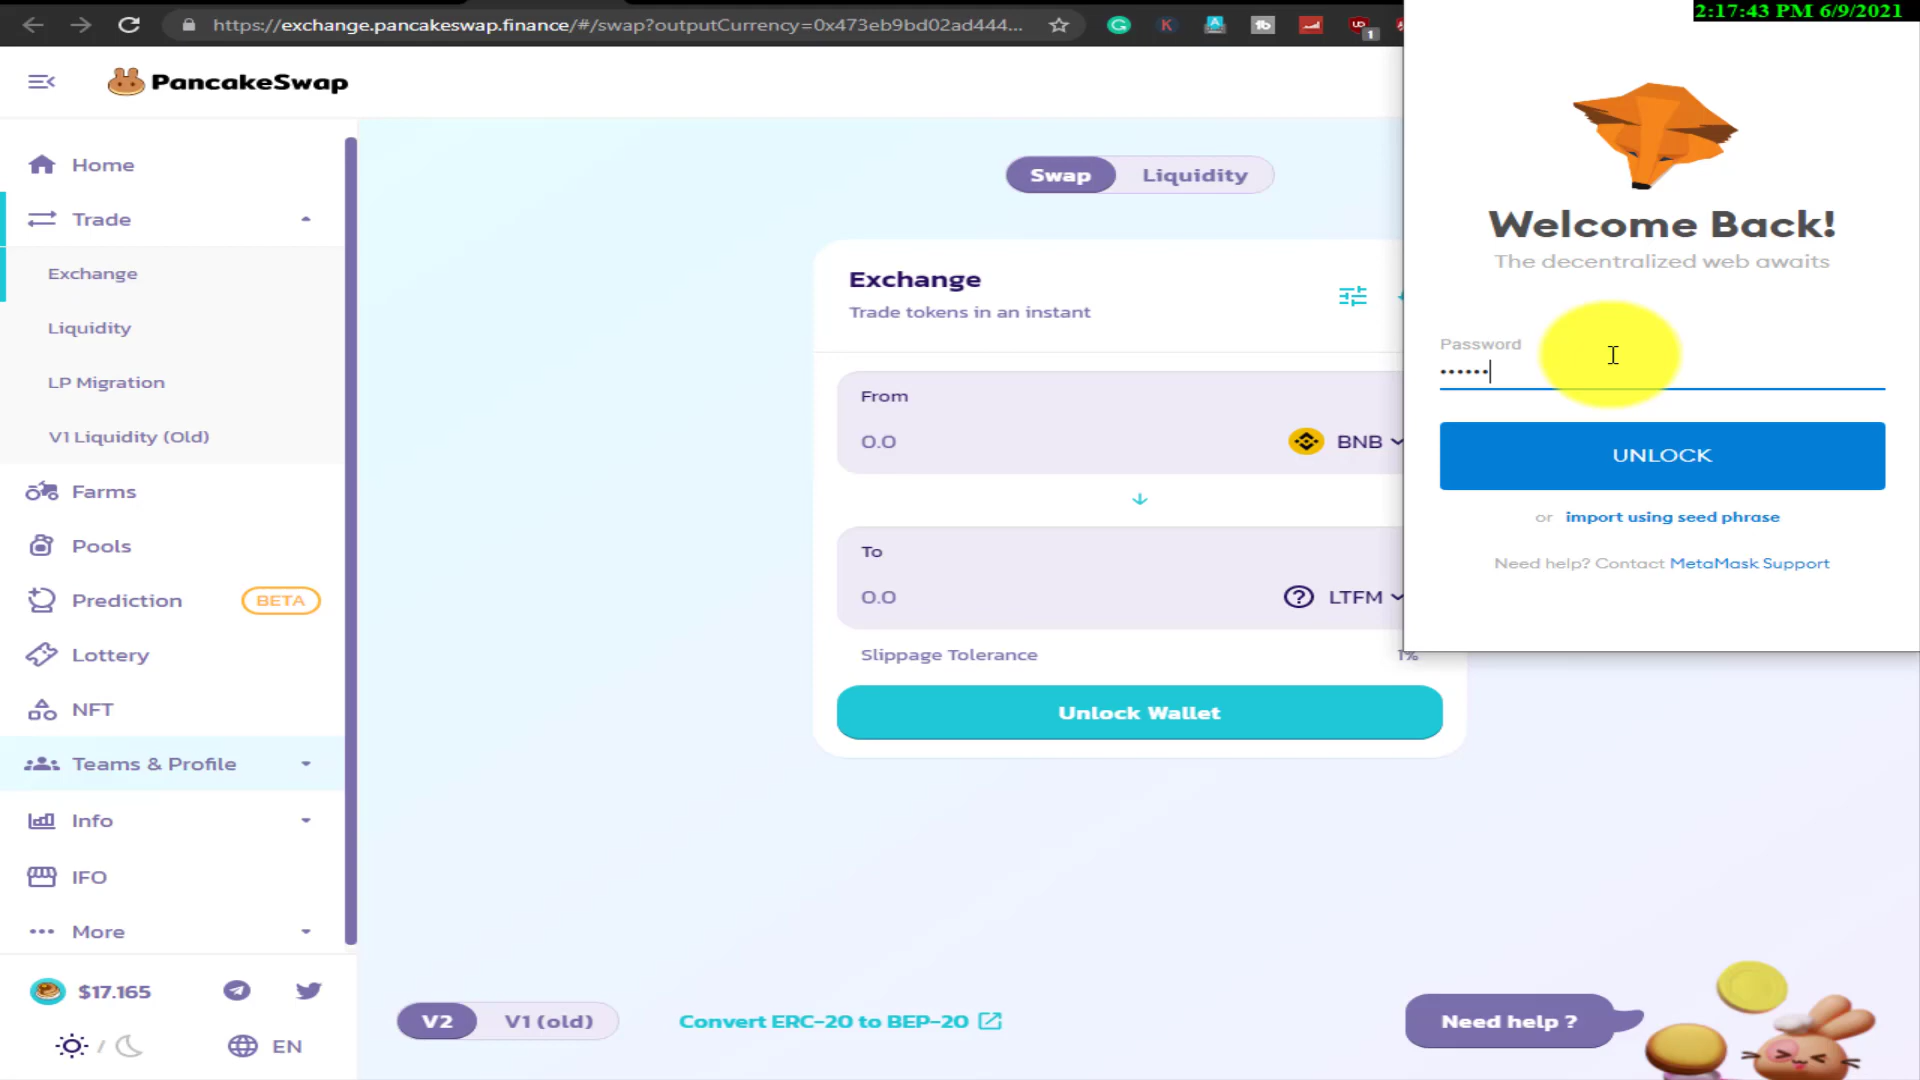 2:17:43 PM 6/9/2021
https://exchange.pancakeswap.finance/#/swap?outputCurrency=0x473eb9bd02ad444...
1
PancakeSwap
Home
Trade
Exchange
Liquidity
LP Migration
V1 Liquidity (Old)
Farms
Pools
Prediction BETA
Lottery
NFT
Teams & Profile
Info
IFO
More
$17.165
EN
Swap Liquidity
Exchange
Trade tokens in an instant
From
0.0 BNB
To
0.0 LTFM
Slippage Tolerance 1%
Unlock Wallet
V2 V1 (old) Convert ERC-20 to BEP-20
Need help ?
Welcome Back!
The decentralized web awaits
Password
••••••
UNLOCK
or import using seed phrase
Need help? Contact MetaMask Support